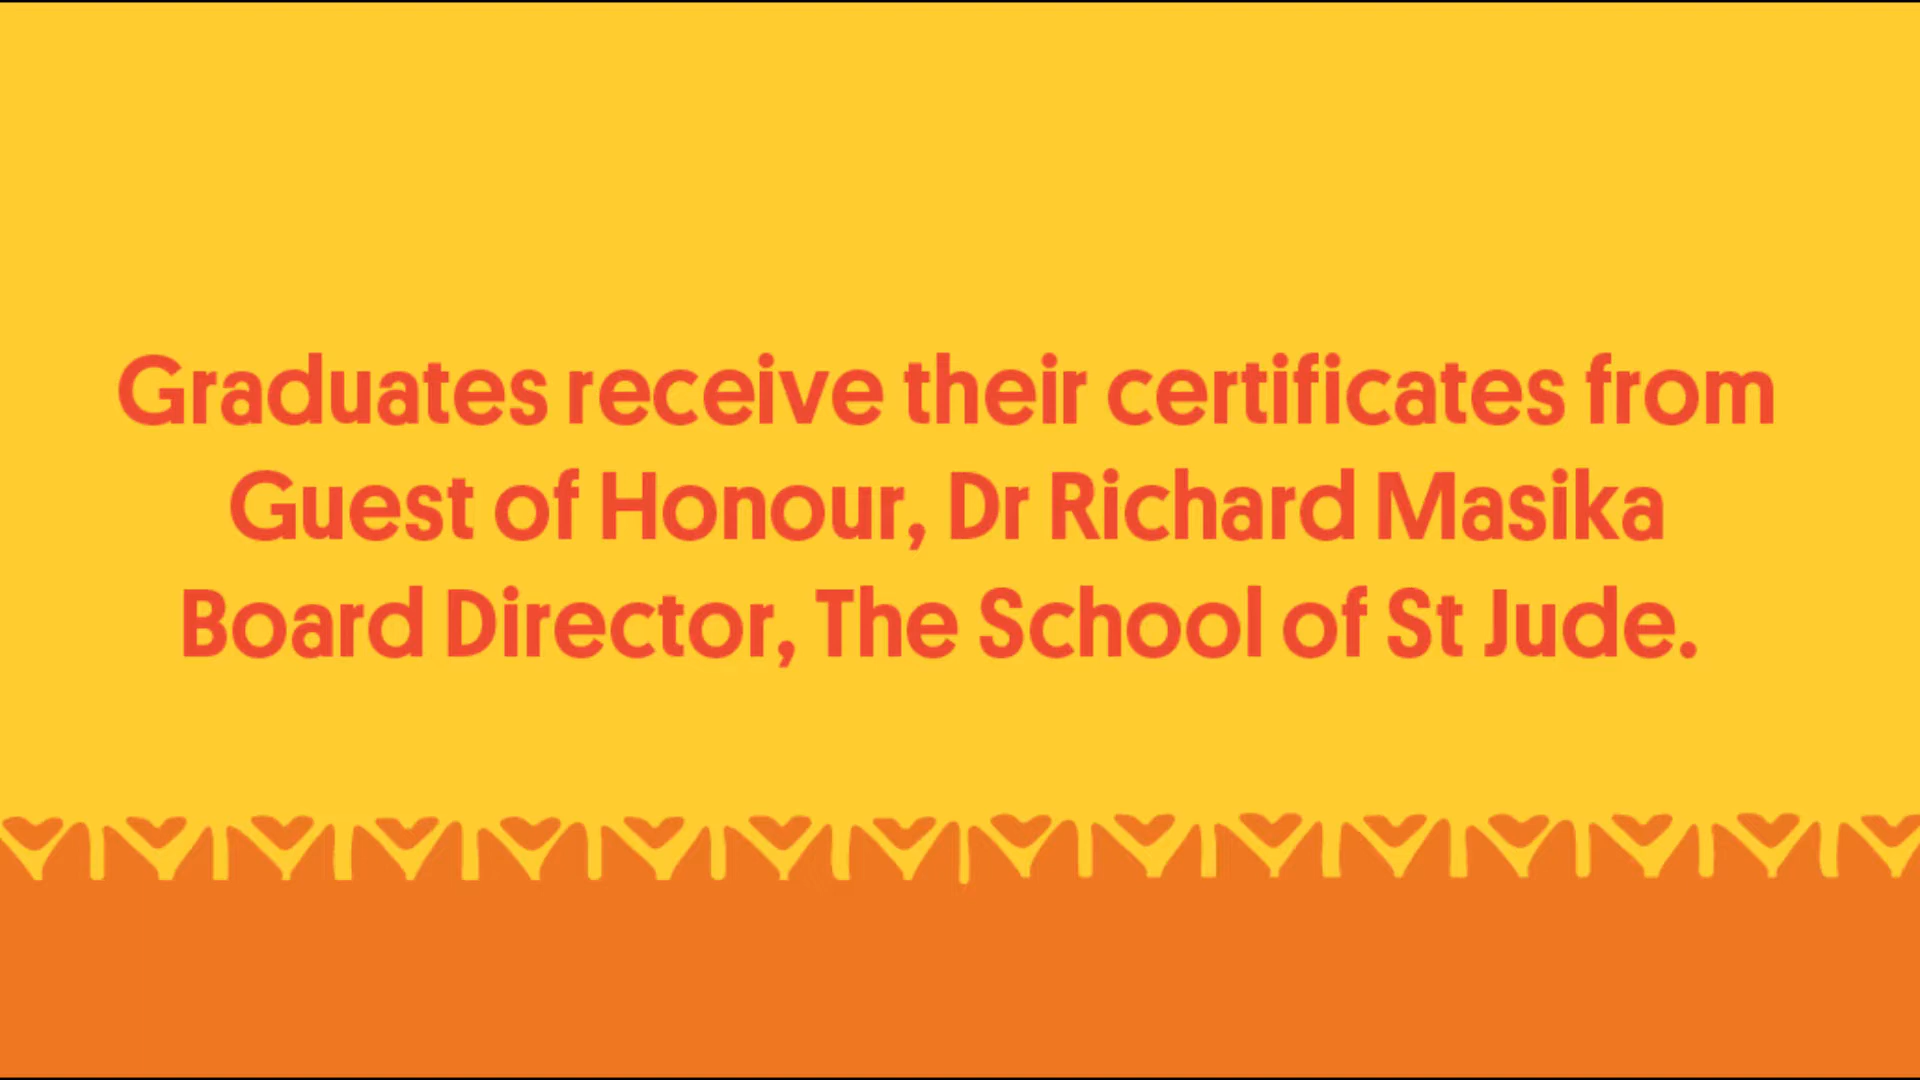 Graduates receive their certificates from
Guest of Honour, Dr Richard Masika
Board Director, The School of St Jude.